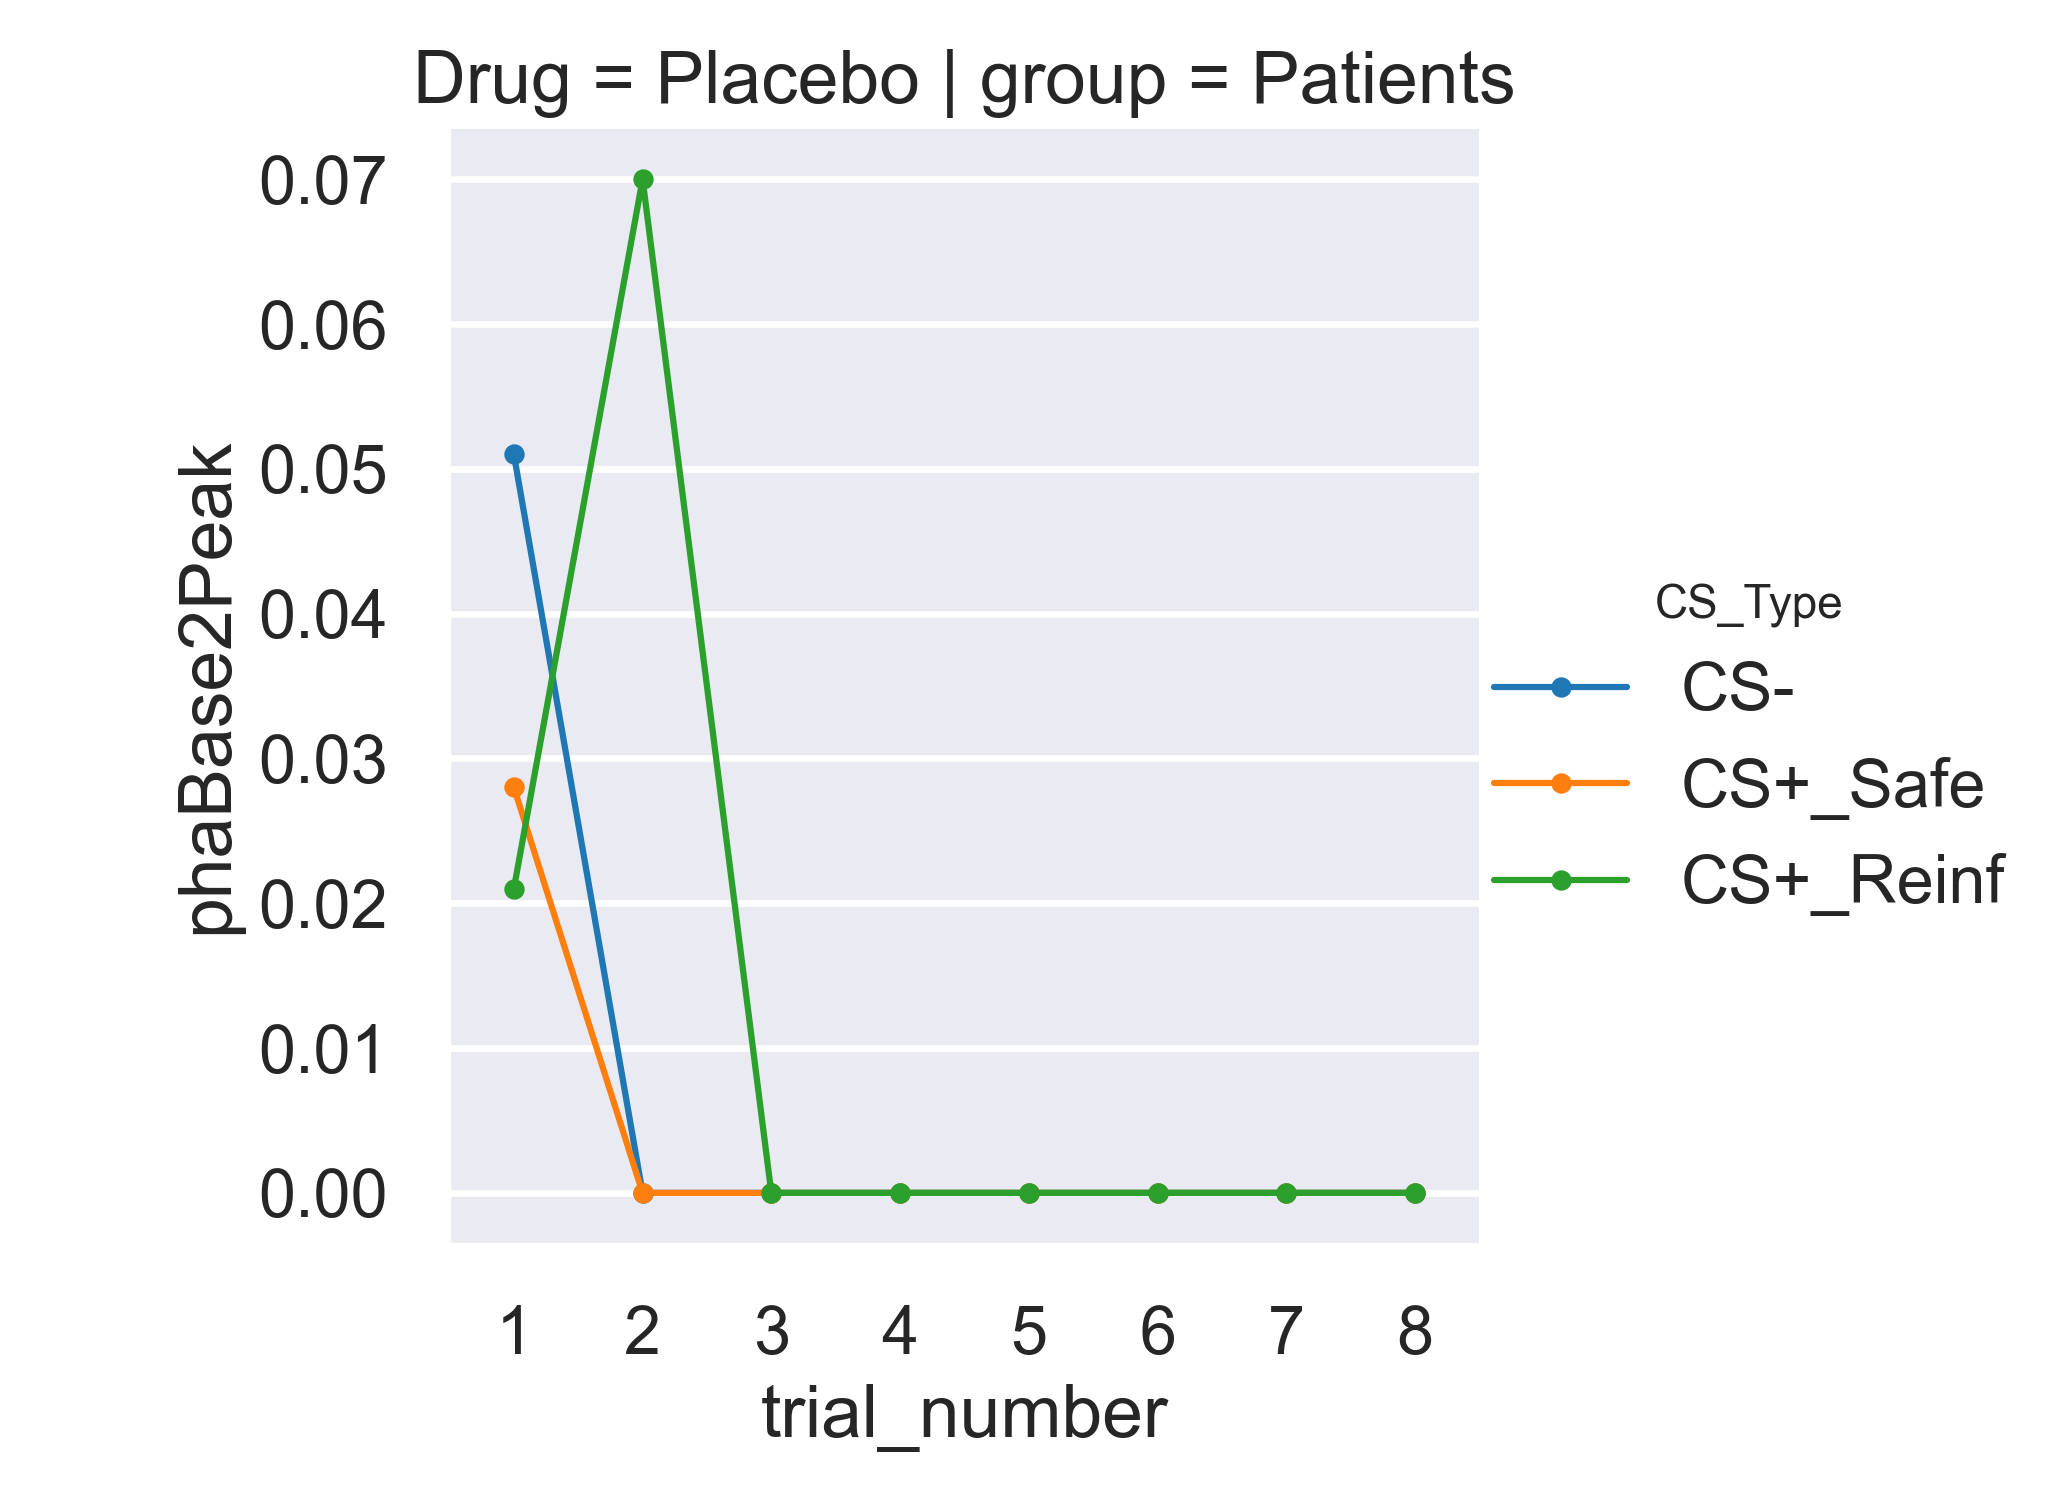 Drug = Placebo | group = Patients
0.07
0.06
0.05
0.04
0.03
0.02
0.01
0.00
phaBase2Peak
1 2 3 4 5 6 7 8
trial_number
CS_Type
CS-
CS+_Safe
CS+_Reinf